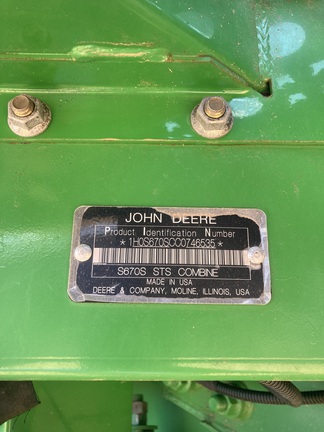 JOHN DEERE
Product Identification Number
*1H0S670SCC0746535*
S670S STS COMBINE
MADE IN USA
DEERE & COMPANY, MOLINE, ILLINOIS, USA